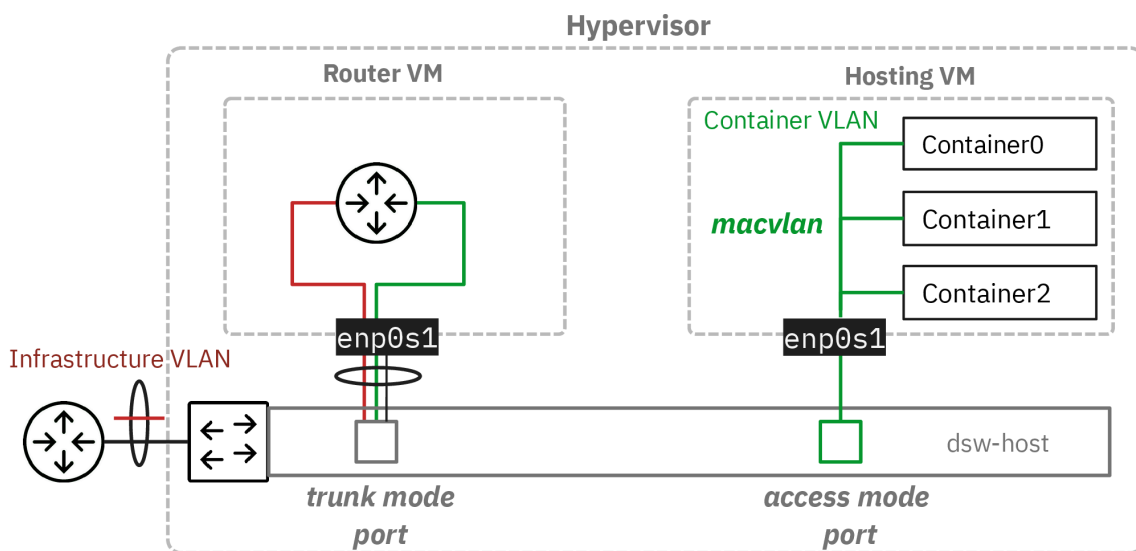 Hypervisor
Router VM
Hosting VM
Container VLAN
Container0
macvlan
Container1
Container2
enp0s1
enp0s1
Infrastructure VLAN
dsw-host
trunk mode
port
access mode
port